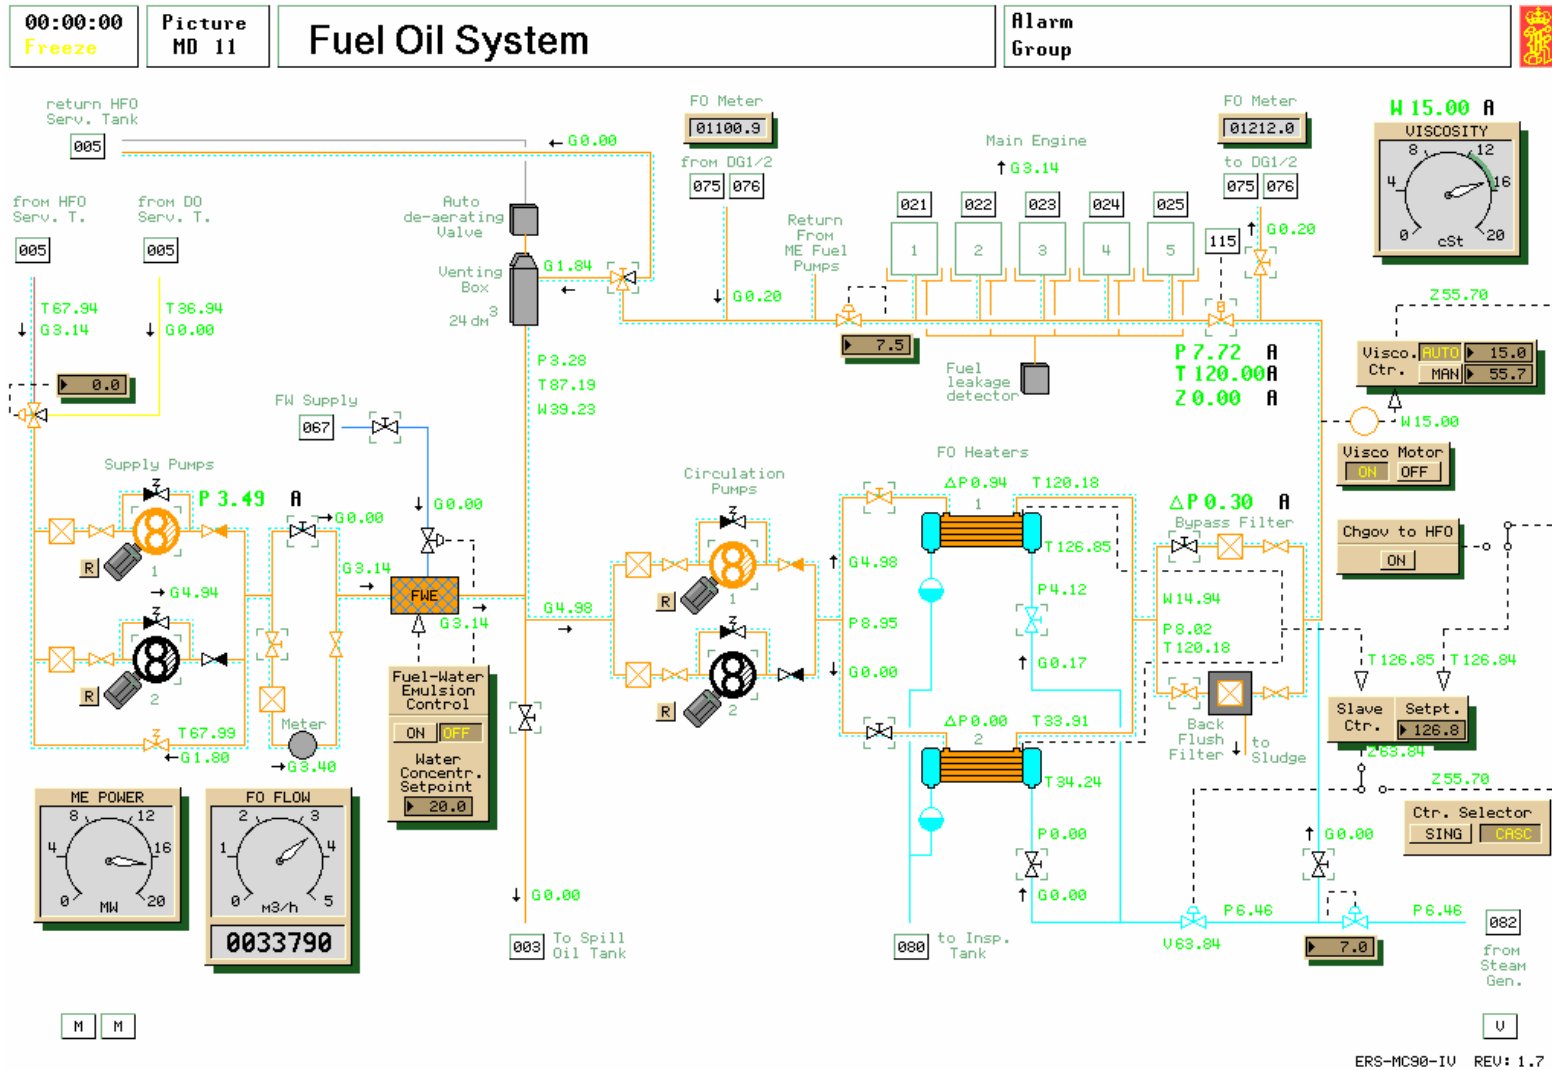 00:00:00
Freeze
Picture
MD 11
Fuel Oil System
Alarm
Group
return HFO
Serv. Tank
005
G0.00
FO Meter
01100.9
from DG1/2
075 076
FO Meter
01212.0
to DG1/2
075 076
W 15.00 A
VISCOSITY
0 4 8 12 16 20
cSt
Main Engine
G3.14
021 022 023 024 025
1 2 3 4 5
from HFO
Serv. T.
005
from DO
Serv. T.
005
Auto
de-aerating
Valve
Venting
Box
24 dm3
G1.84
Return
From
ME Fuel
Pumps
115
G0.20
G0.20
T67.94
G3.14
T36.94
G0.00
0.0
7.5
Z55.70
Visco.
Ctr.
AUTO 15.0
MAN 55.7
P3.28
T87.19
W39.23
P 7.72 A
T 120.00A
Z 0.00 A
Fuel
leakage
detector
FW Supply
067
W15.00
Visco Motor
ON OFF
Supply Pumps
Z
P 3.49 A
G0.00
G0.00
R
1
G4.94
G3.14
FWE
G3.14
Z
R
2
Z
T67.99
G1.80
Meter
G3.40
Circulation
Pumps
Z
R
1
G4.98
Z
R
2
FO Heaters
ΔP0.94
1
T120.18
T126.85
G4.98
P8.95
G0.00
P4.12
G0.17
ΔP0.00
2
T33.91
T34.24
P0.00
G0.00
ΔP 0.30 A
Bypass Filter
W14.94
P8.02
T120.18
Back
Flush
Filter
to
Sludge
Chgov to HFO
ON
T126.85
T126.84
Slave
Ctr.
Setpt.
126.8
Z63.84
Z55.70
Ctr. Selector
SING CASC
Fuel-Water
Emulsion
Control
ON OFF
Water
Concentr.
Setpoint
20.0
ME POWER
0 4 8 12 16 20
MW
FO FLOW
0 1 2 3 4 5
m3/h
0033790
G0.00
003
To Spill
Oil Tank
080
to Insp.
Tank
G0.00
P6.46
P6.46
V63.84
7.0
082
from
Steam
Gen.
M M
V
ERS-MC90-IV REV: 1.7